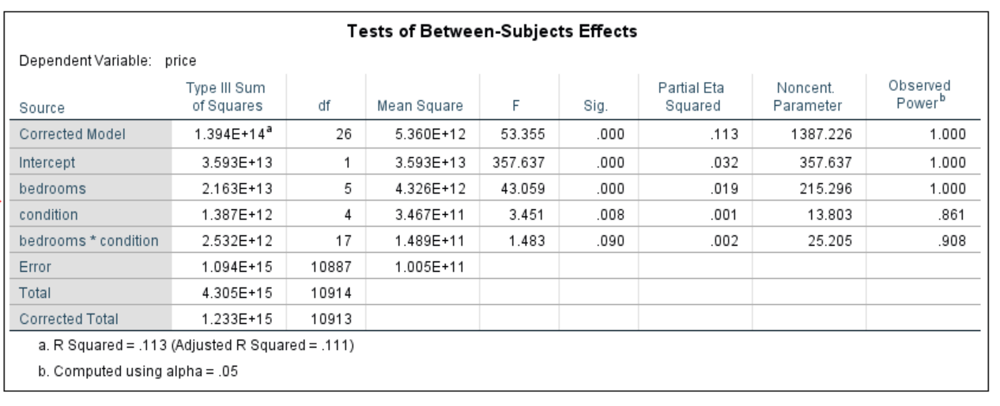 Tests of Between-Subjects Effects
Dependent Variable: price
Source Type III Sum of Squares df Mean Square F Sig. Partial Eta Squared Noncent. Parameter Observed Power^b
Corrected Model 1.394E+14^a 26 5.360E+12 53.355 .000 .113 1387.226 1.000
Intercept 3.593E+13 1 3.593E+13 357.637 .000 .032 357.637 1.000
bedrooms 2.163E+13 5 4.326E+12 43.059 .000 .019 215.296 1.000
condition 1.387E+12 4 3.467E+11 3.451 .008 .001 13.803 .861
bedrooms * condition 2.532E+12 17 1.489E+11 1.483 .090 .002 25.205 .908
Error 1.094E+15 10887 1.005E+11
Total 4.305E+15 10914
Corrected Total 1.233E+15 10913
a. R Squared = .113 (Adjusted R Squared = .111)
b. Computed using alpha = .05